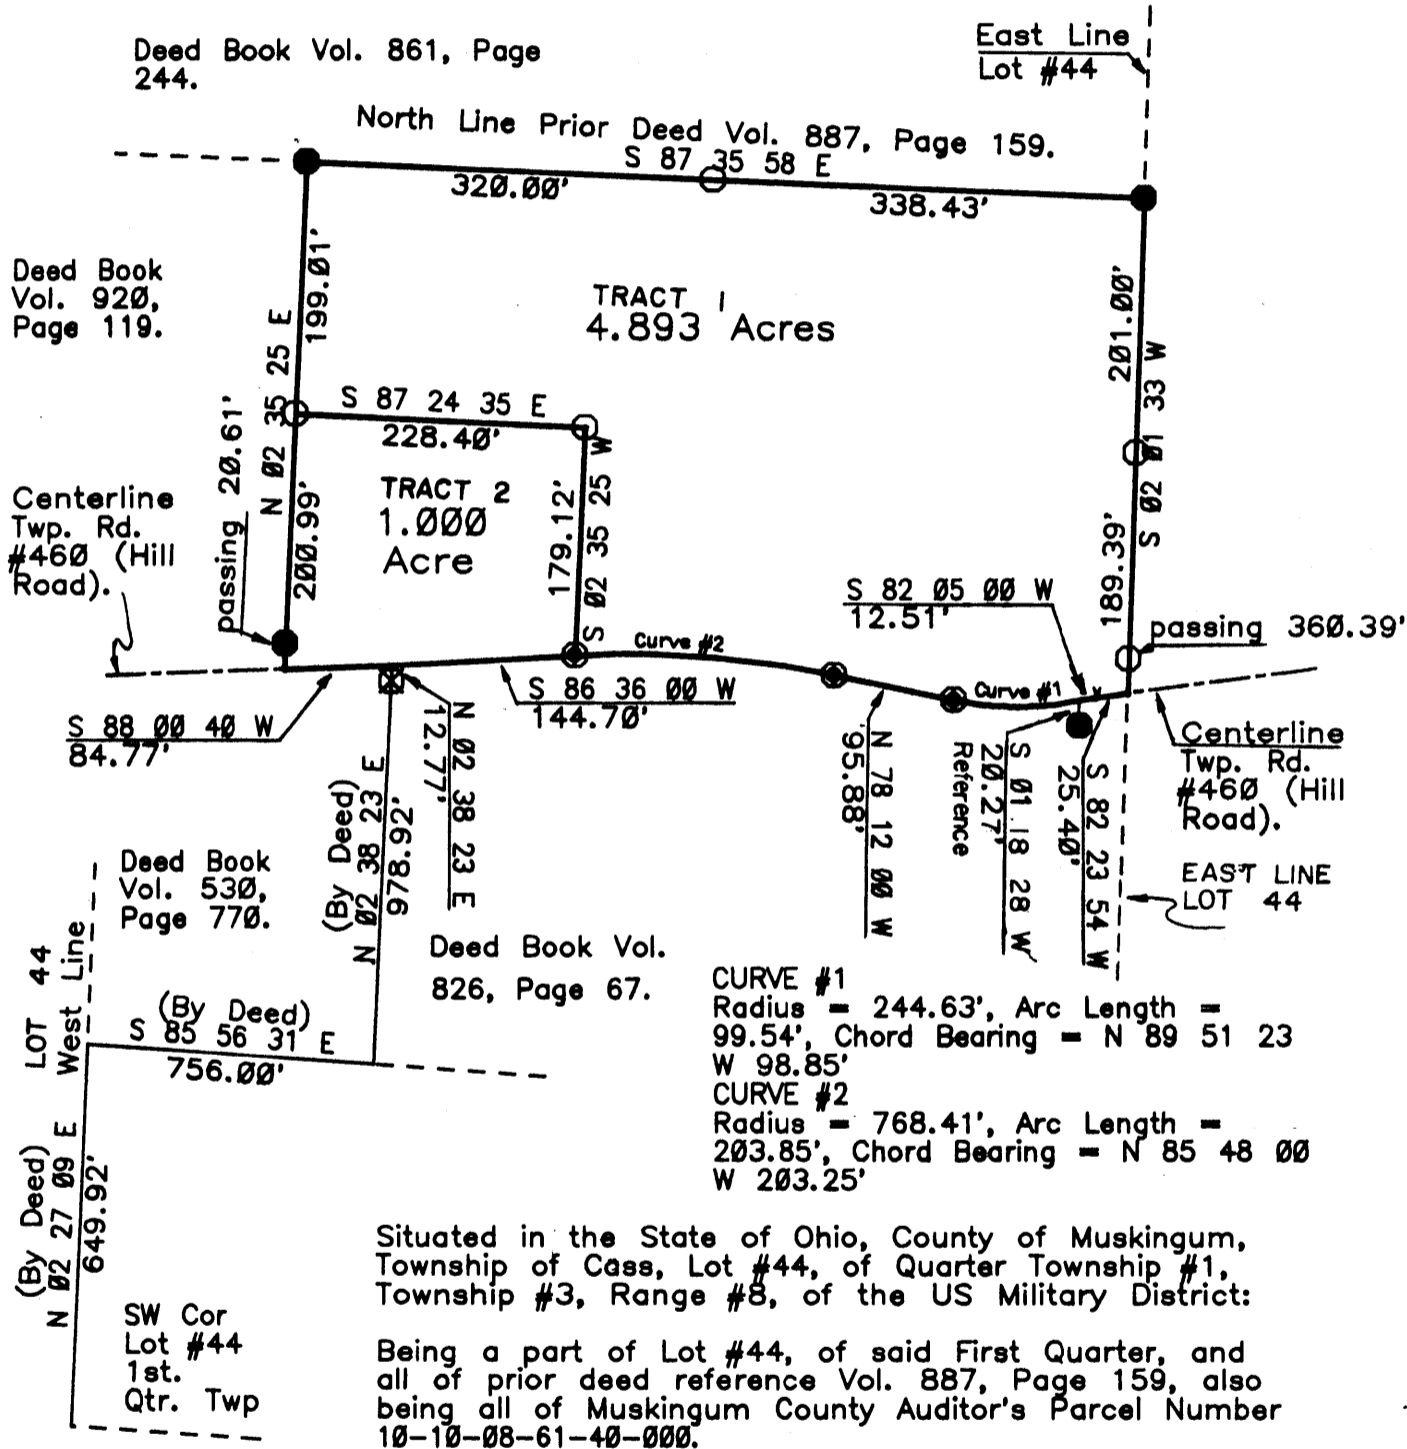 Deed Book Vol. 861, Page
244.
East Line
Lot #44
North Line Prior Deed Vol. 887, Page 159.
S 87 35 58 E
320.00'
338.43'
Deed Book
Vol. 920,
Page 119.
199.01'
N 02 35 25 E
TRACT 1
4.893 Acres
201.00'
S 02 01 33 W
S 87 24 35 E
228.40'
passing 20.61'
200.99'
TRACT 2
1.000
Acre
179.12'
S 02 35 25 W
Centerline
Twp. Rd.
#460 (Hill
Road).
189.39'
S 82 05 00 W
12.51'
passing 360.39'
Curve #2
Curve #1
S 86 36 00 W
144.70'
S 88 00 40 W
84.77'
N 02 38 23 E
12.77'
(By Deed)
N 02 38 23 E
978.92'
N 78 12 00 W
95.88'
S 01 18 28 W
20.27'
Reference
S 82 23 54 W
25.40'
Centerline
Twp. Rd.
#460 (Hill
Road).
EAST LINE
LOT 44
Deed Book
Vol. 530,
Page 770.
Deed Book Vol.
826, Page 67.
LOT 44
West Line
(By Deed)
S 85 56 31 E
756.00'
(By Deed)
N 02 27 09 E
649.92'
SW Cor
Lot #44
1st.
Qtr. Twp
CURVE #1
Radius = 244.63', Arc Length =
99.54', Chord Bearing = N 89 51 23
W 98.85'
CURVE #2
Radius = 768.41', Arc Length =
203.85', Chord Bearing = N 85 48 00
W 203.25'
Situated in the State of Ohio, County of Muskingum,
Township of Cass, Lot #44, of Quarter Township #1,
Township #3, Range #8, of the US Military District:
Being a part of Lot #44, of said First Quarter, and
all of prior deed reference Vol. 887, Page 159, also
being all of Muskingum County Auditor's Parcel Number
10-10-08-61-40-000.